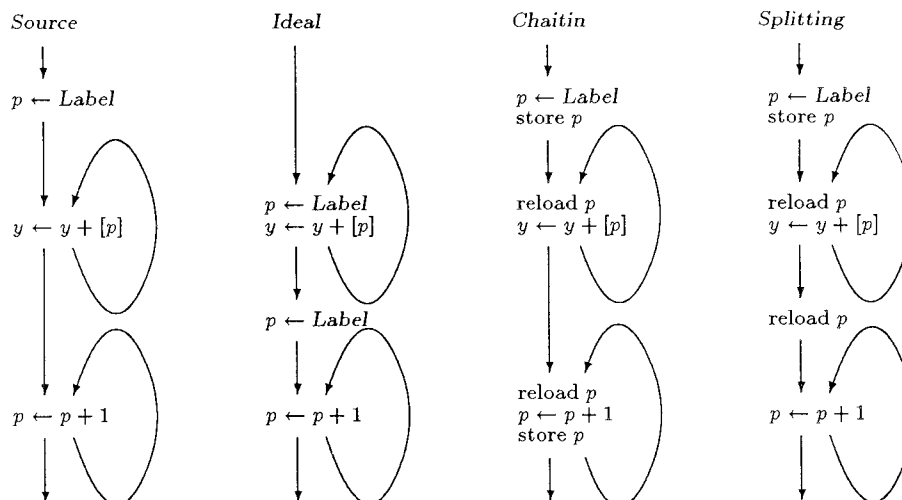 Source
p ← Label
y ← y + [p]
p ← p + 1
Ideal
p ← Label
y ← y + [p]
p ← Label
p ← p + 1
Chaitin
p ← Label
store p
reload p
y ← y + [p]
reload p
p ← p + 1
store p
Splitting
p ← Label
store p
reload p
y ← y + [p]
reload p
p ← p + 1